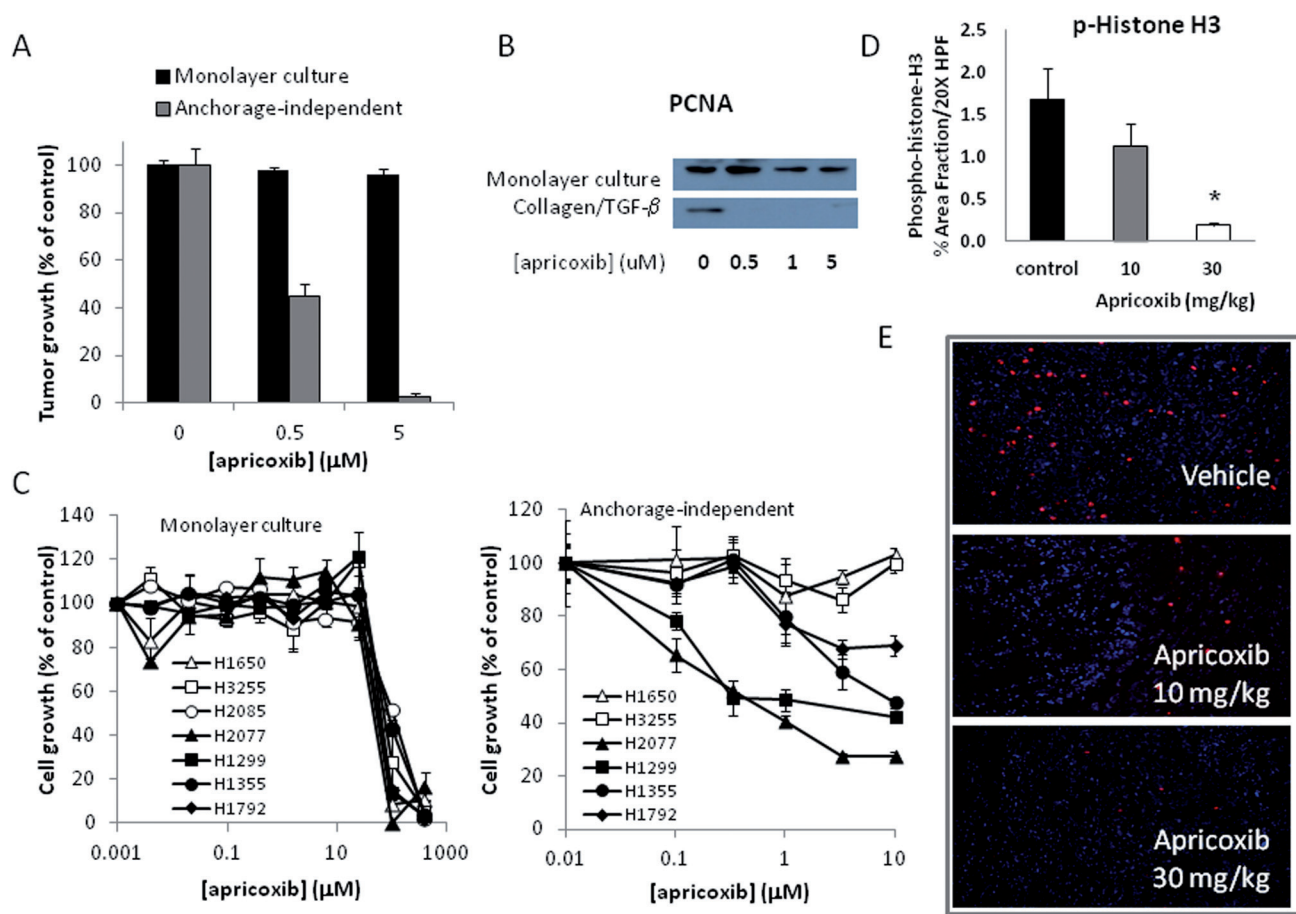 A
Monolayer culture
Anchorage-independent
Tumor growth (% of control)
100
80
60
40
20
0
0 0.5 5
[apricoxib] (µM)
B
PCNA
Monolayer culture
Collagen/TGF-β
[apricoxib] (uM) 0 0.5 1 5
D
p-Histone H3
Phospho-histone-H3
% Area Fraction/20X HPF
2.5
2.0
1.5
1.0
0.5
0.0
*
control 10 30
Apricoxib (mg/kg)
C
Monolayer culture
Cell growth (% of control)
140
120
100
80
60
40
20
0
H1650
H3255
H2085
H2077
H1299
H1355
H1792
0.001 0.1 10 1000
[apricoxib] (µM)
Anchorage-independent
Cell growth (% of control)
120
100
80
60
40
20
0
H1650
H3255
H2077
H1299
H1355
H1792
0.01 0.1 1 10
[apricoxib] (µM)
E
Vehicle
Apricoxib
10 mg/kg
Apricoxib
30 mg/kg